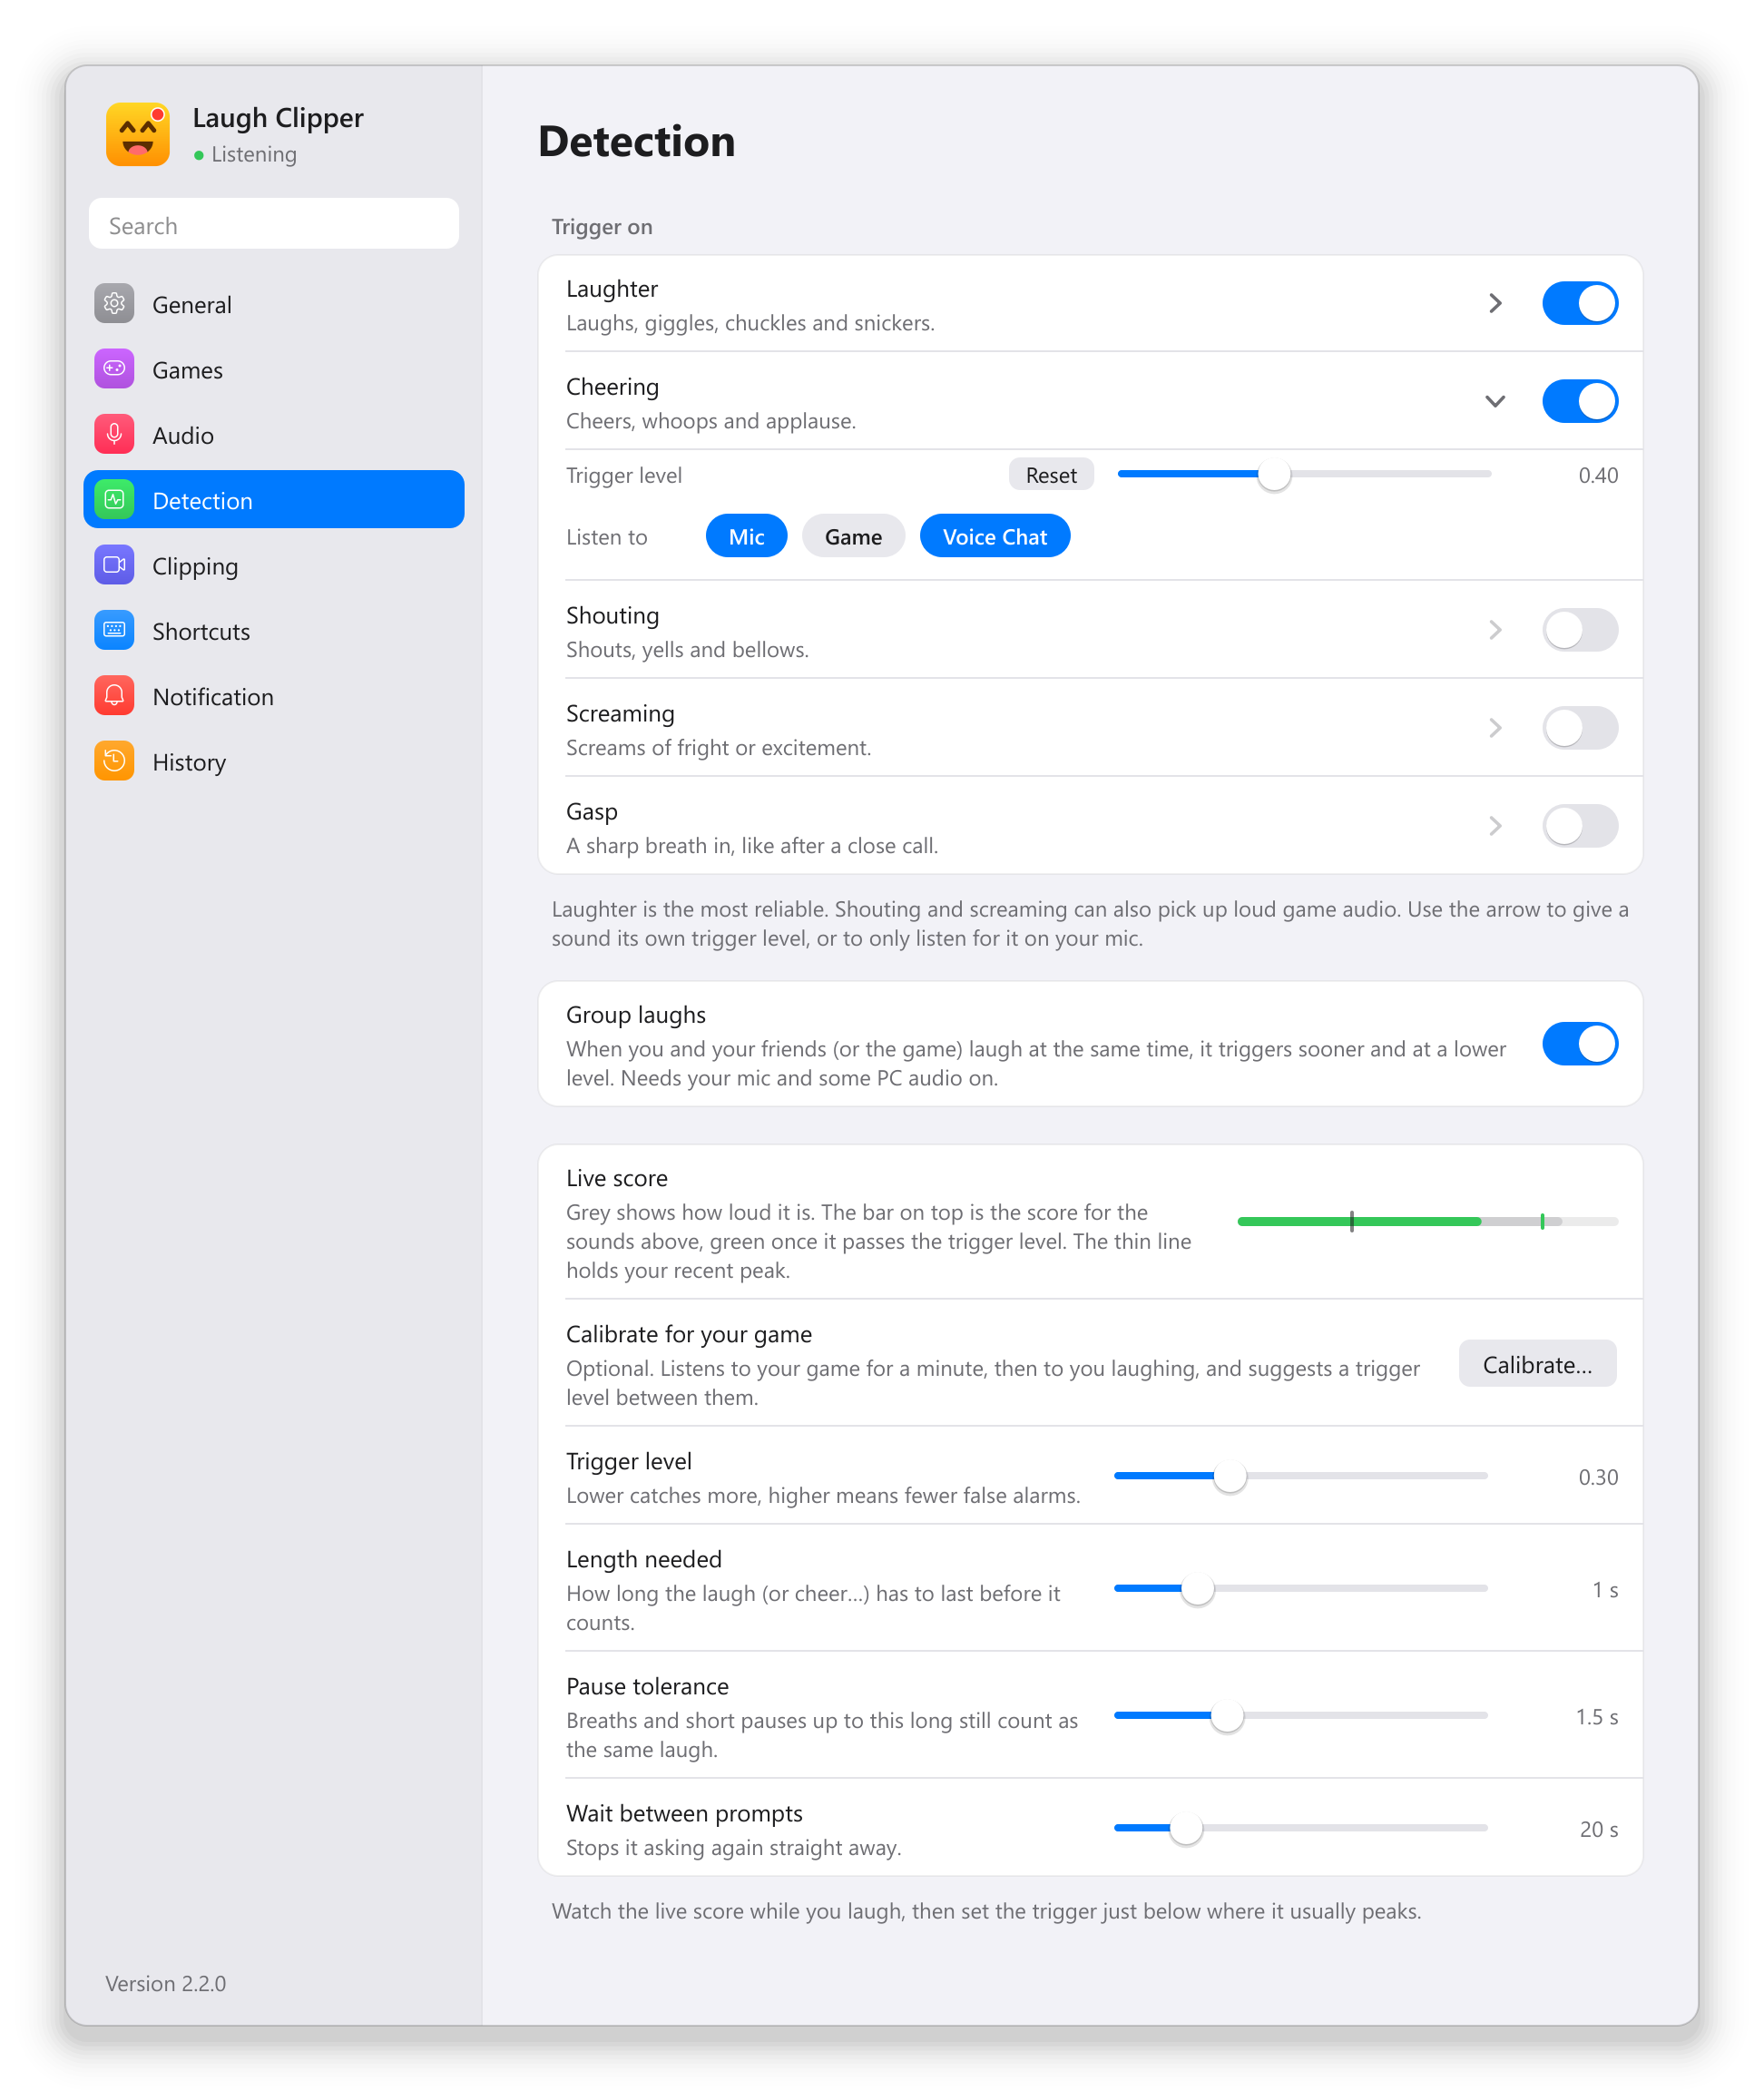 Laugh Clipper
Listening
Search
General
Games
Audio
Detection
Clipping
Shortcuts
Notification
History
Version 2.2.0
Detection
Trigger on
Laughter
Laughs, giggles, chuckles and snickers.
Cheering
Cheers, whoops and applause.
Trigger level
Reset
0.40
Listen to
Mic
Game
Voice Chat
Shouting
Shouts, yells and bellows.
Screaming
Screams of fright or excitement.
Gasp
A sharp breath in, like after a close call.
Laughter is the most reliable. Shouting and screaming can also pick up loud game audio. Use the arrow to give a
sound its own trigger level, or to only listen for it on your mic.
Group laughs
When you and your friends (or the game) laugh at the same time, it triggers sooner and at a lower
level. Needs your mic and some PC audio on.
Live score
Grey shows how loud it is. The bar on top is the score for the
sounds above, green once it passes the trigger level. The thin line
holds your recent peak.
Calibrate for your game
Optional. Listens to your game for a minute, then to you laughing, and suggests a trigger
level between them.
Calibrate...
Trigger level
Lower catches more, higher means fewer false alarms.
0.30
Length needed
How long the laugh (or cheer...) has to last before it
counts.
1 s
Pause tolerance
Breaths and short pauses up to this long still count as
the same laugh.
1.5 s
Wait between prompts
Stops it asking again straight away.
20 s
Watch the live score while you laugh, then set the trigger just below where it usually peaks.